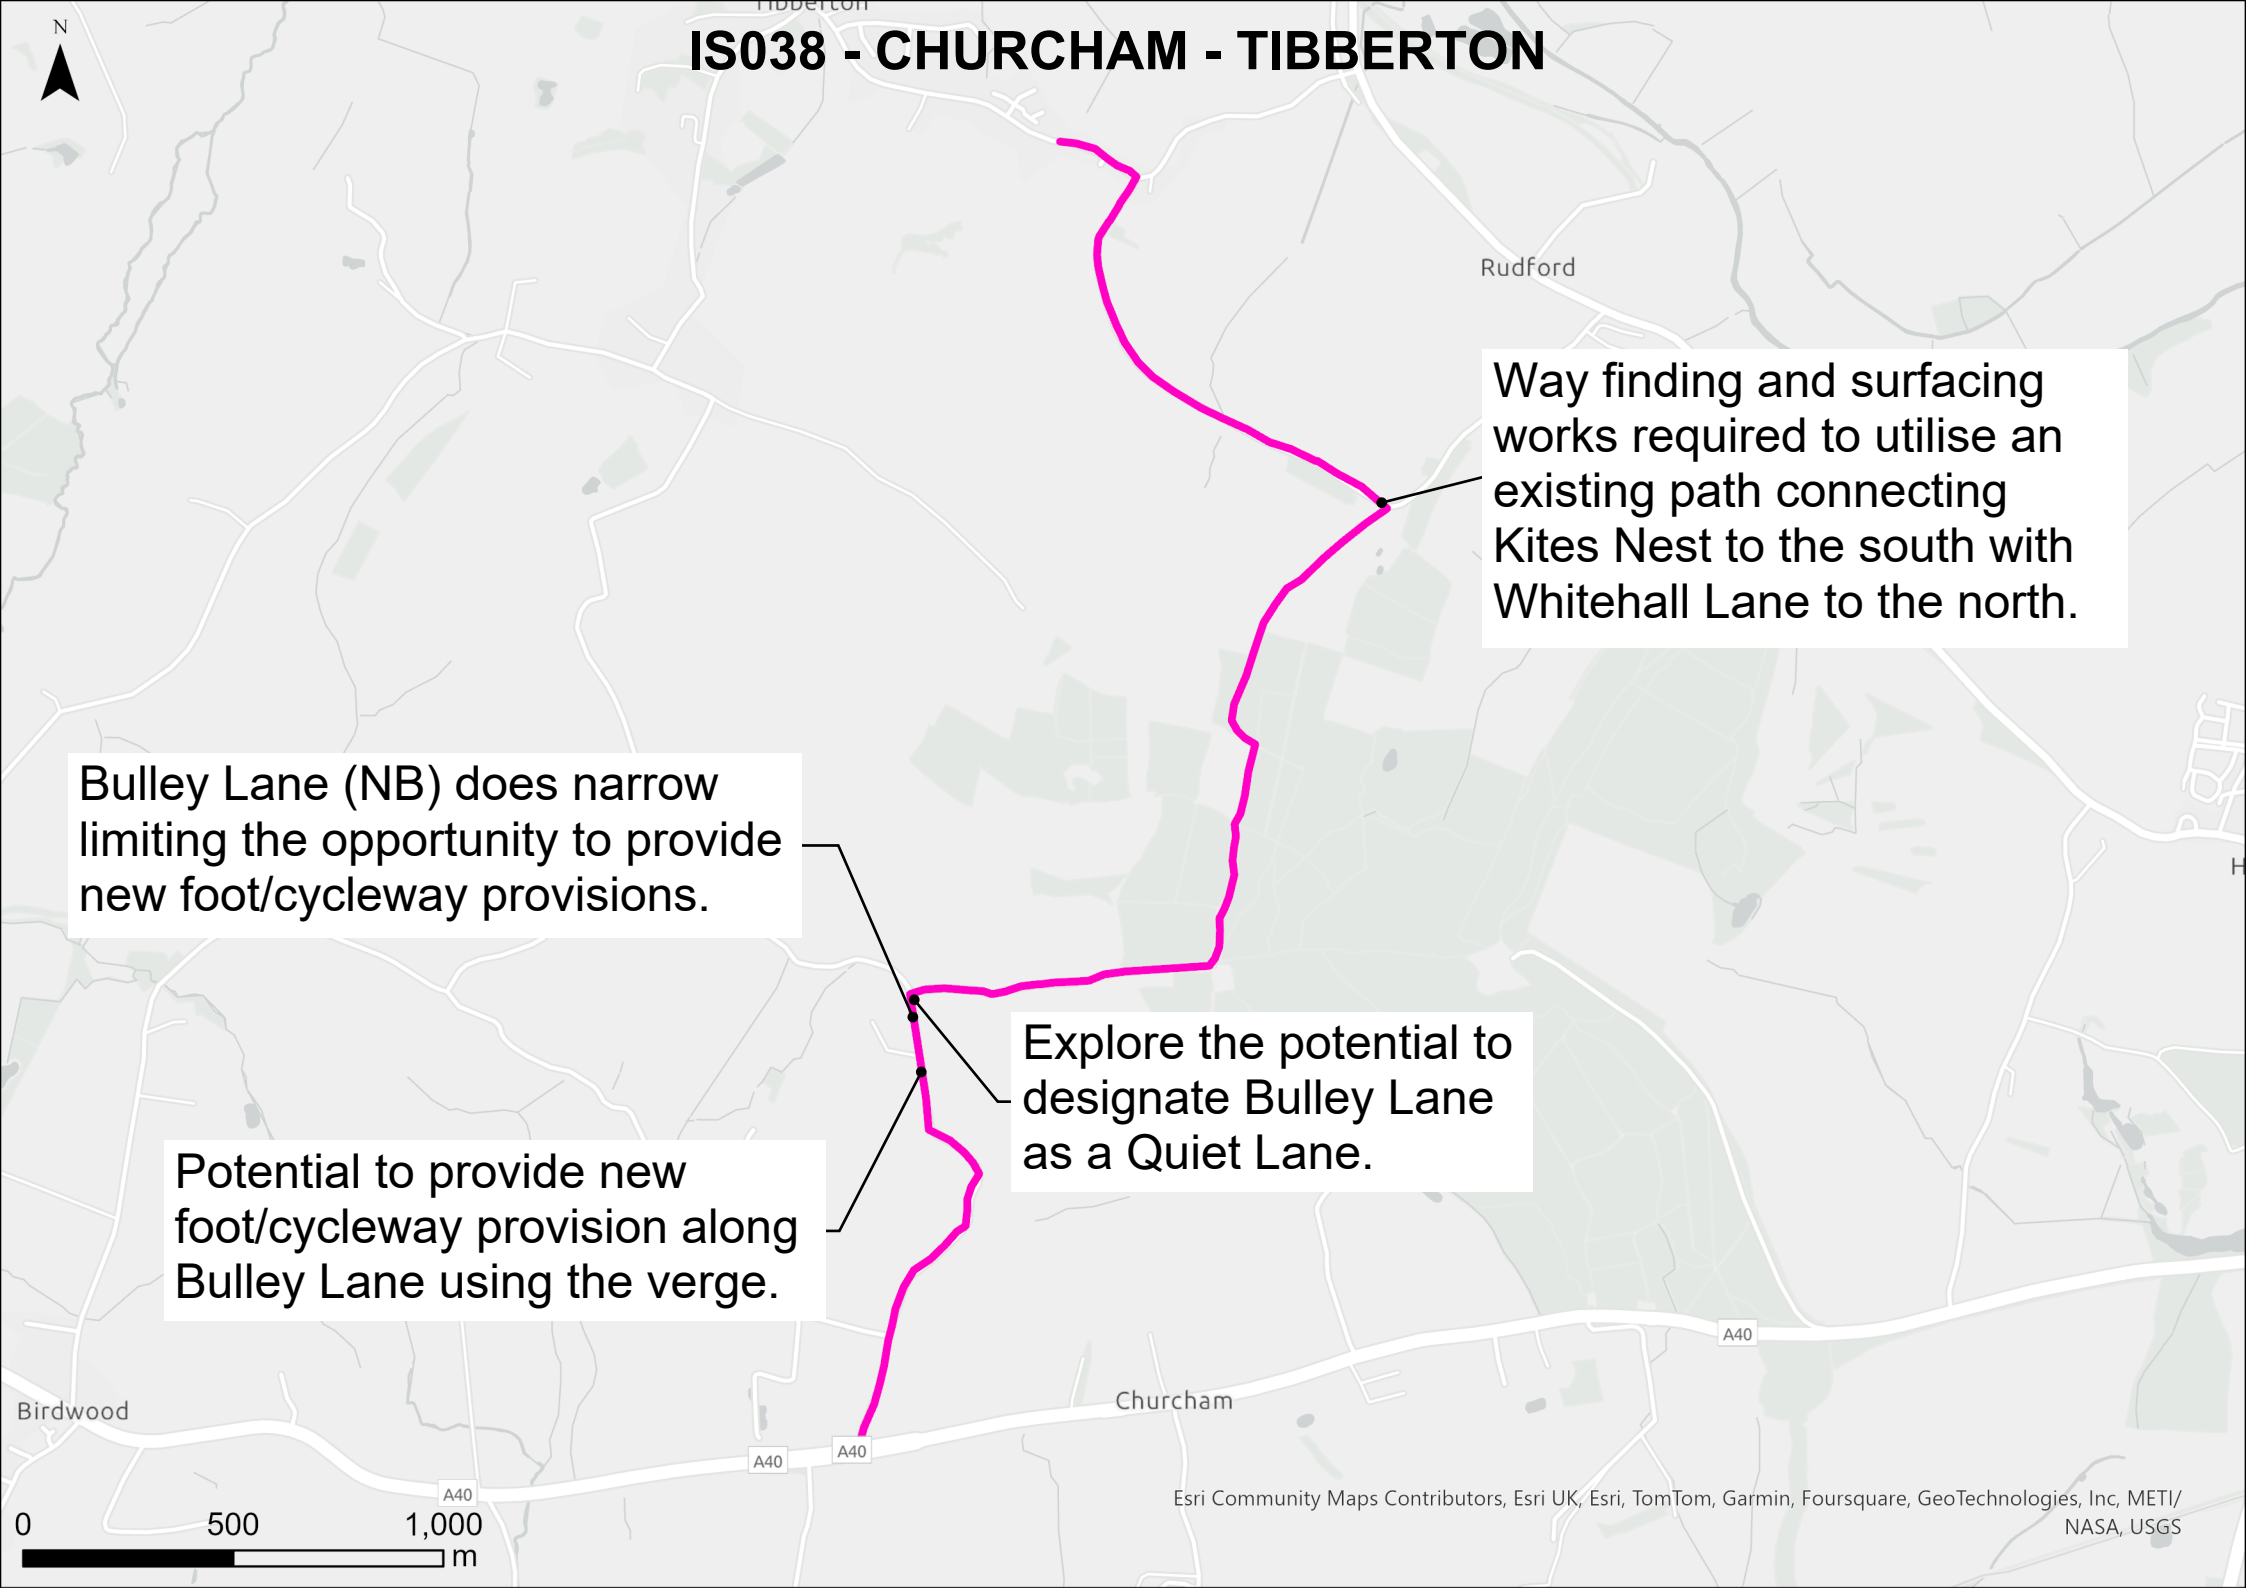 Tibberton
N
IS038 - CHURCHAM - TIBBERTON
Rudford
Way finding and surfacing
works required to utilise an
existing path connecting
Kites Nest to the south with
Whitehall Lane to the north.
Bulley Lane (NB) does narrow
limiting the opportunity to provide
new foot/cycleway provisions.
H
Explore the potential to
designate Bulley Lane
as a Quiet Lane.
Potential to provide new
foot/cycleway provision along
Bulley Lane using the verge.
A40
Churcham
Birdwood
A40
A40
A40
Esri Community Maps Contributors, Esri UK, Esri, TomTom, Garmin, Foursquare, GeoTechnologies, Inc, METI/
NASA, USGS
0 500 1,000
m